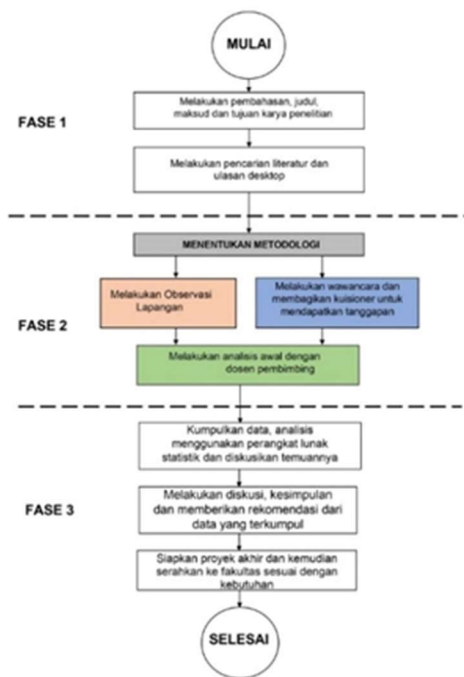 MULAI
FASE 1
Melakukan pembahasan, judul,
maksud dan tujuan karya penelitian
Melakukan pencarian literatur dan
ulasan desktop
MENENTUKAN METODOLOGI
FASE 2
Melakukan Observasi
Lapangan
Melakukan wawancara dan
membagikan kuisioner untuk
mendapatkan tanggapan
Melakukan analisis awal dengan
dosen pembimbing
FASE 3
Kumpulkan data, analisis
menggunakan perangkat lunak
statistik dan diskusikan temuannya
Melakukan diskusi, kesimpulan
dan memberikan rekomendasi dari
data yang terkumpul
Siapkan proyek akhir dan kemudian
serahkan ke fakultas sesuai dengan
kebutuhan
SELESAI